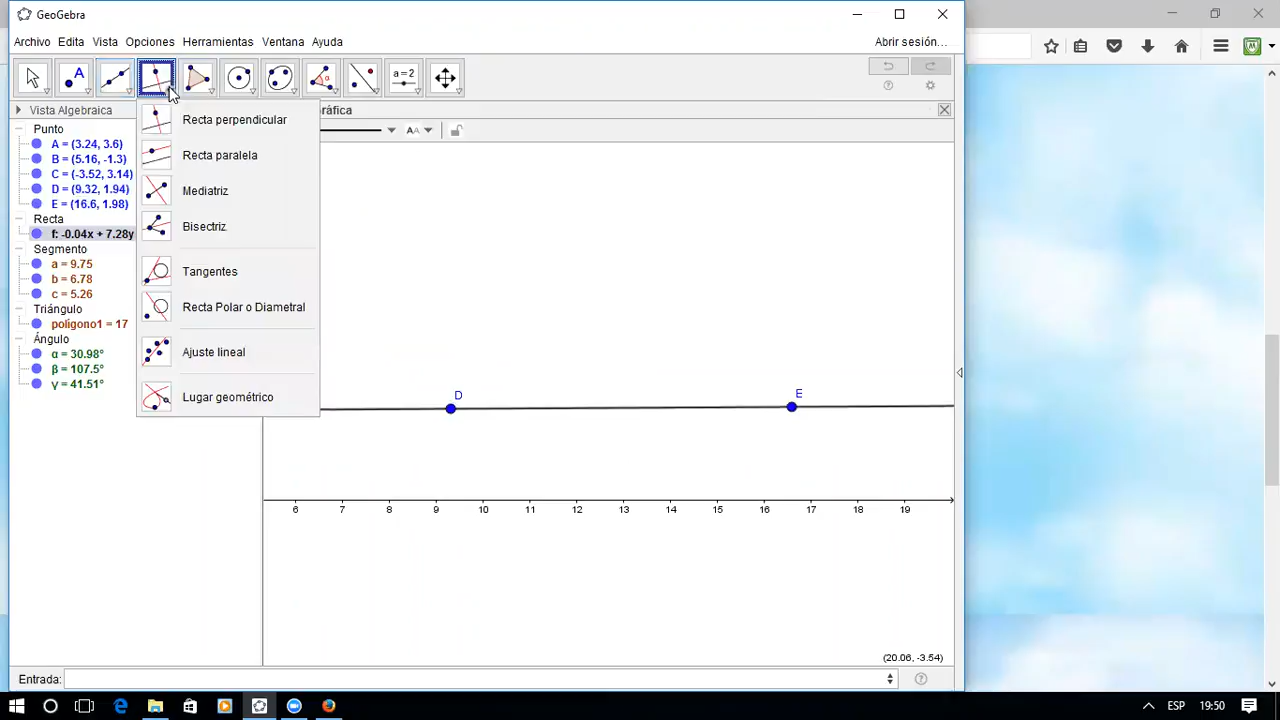 GeoGebra
Archivo Edita Vista Opciones Herramientas Ventana Ayuda
Abrir sesión...
A
α
a=2
Vista Algebraica
Punto
A = (3.24, 3.6)
B = (5.16, -1.3)
C = (-3.52, 3.14)
D = (9.32, 1.94)
E = (16.6, 1.98)
Recta
f: -0.04x + 7.28y
Segmento
a = 9.75
b = 6.78
c = 5.26
Triángulo
polígono1 = 17
Ángulo
α = 30.98°
β = 107.5°
γ = 41.51°
Recta perpendicular
Recta paralela
Mediatriz
Bisectriz
Tangentes
Recta Polar o Diametral
Ajuste lineal
Lugar geométrico
ráfica
AA
D
E
6 7 8 9 10 11 12 13 14 15 16 17 18 19
(20.06, -3.54)
Entrada:
ESP 19:50